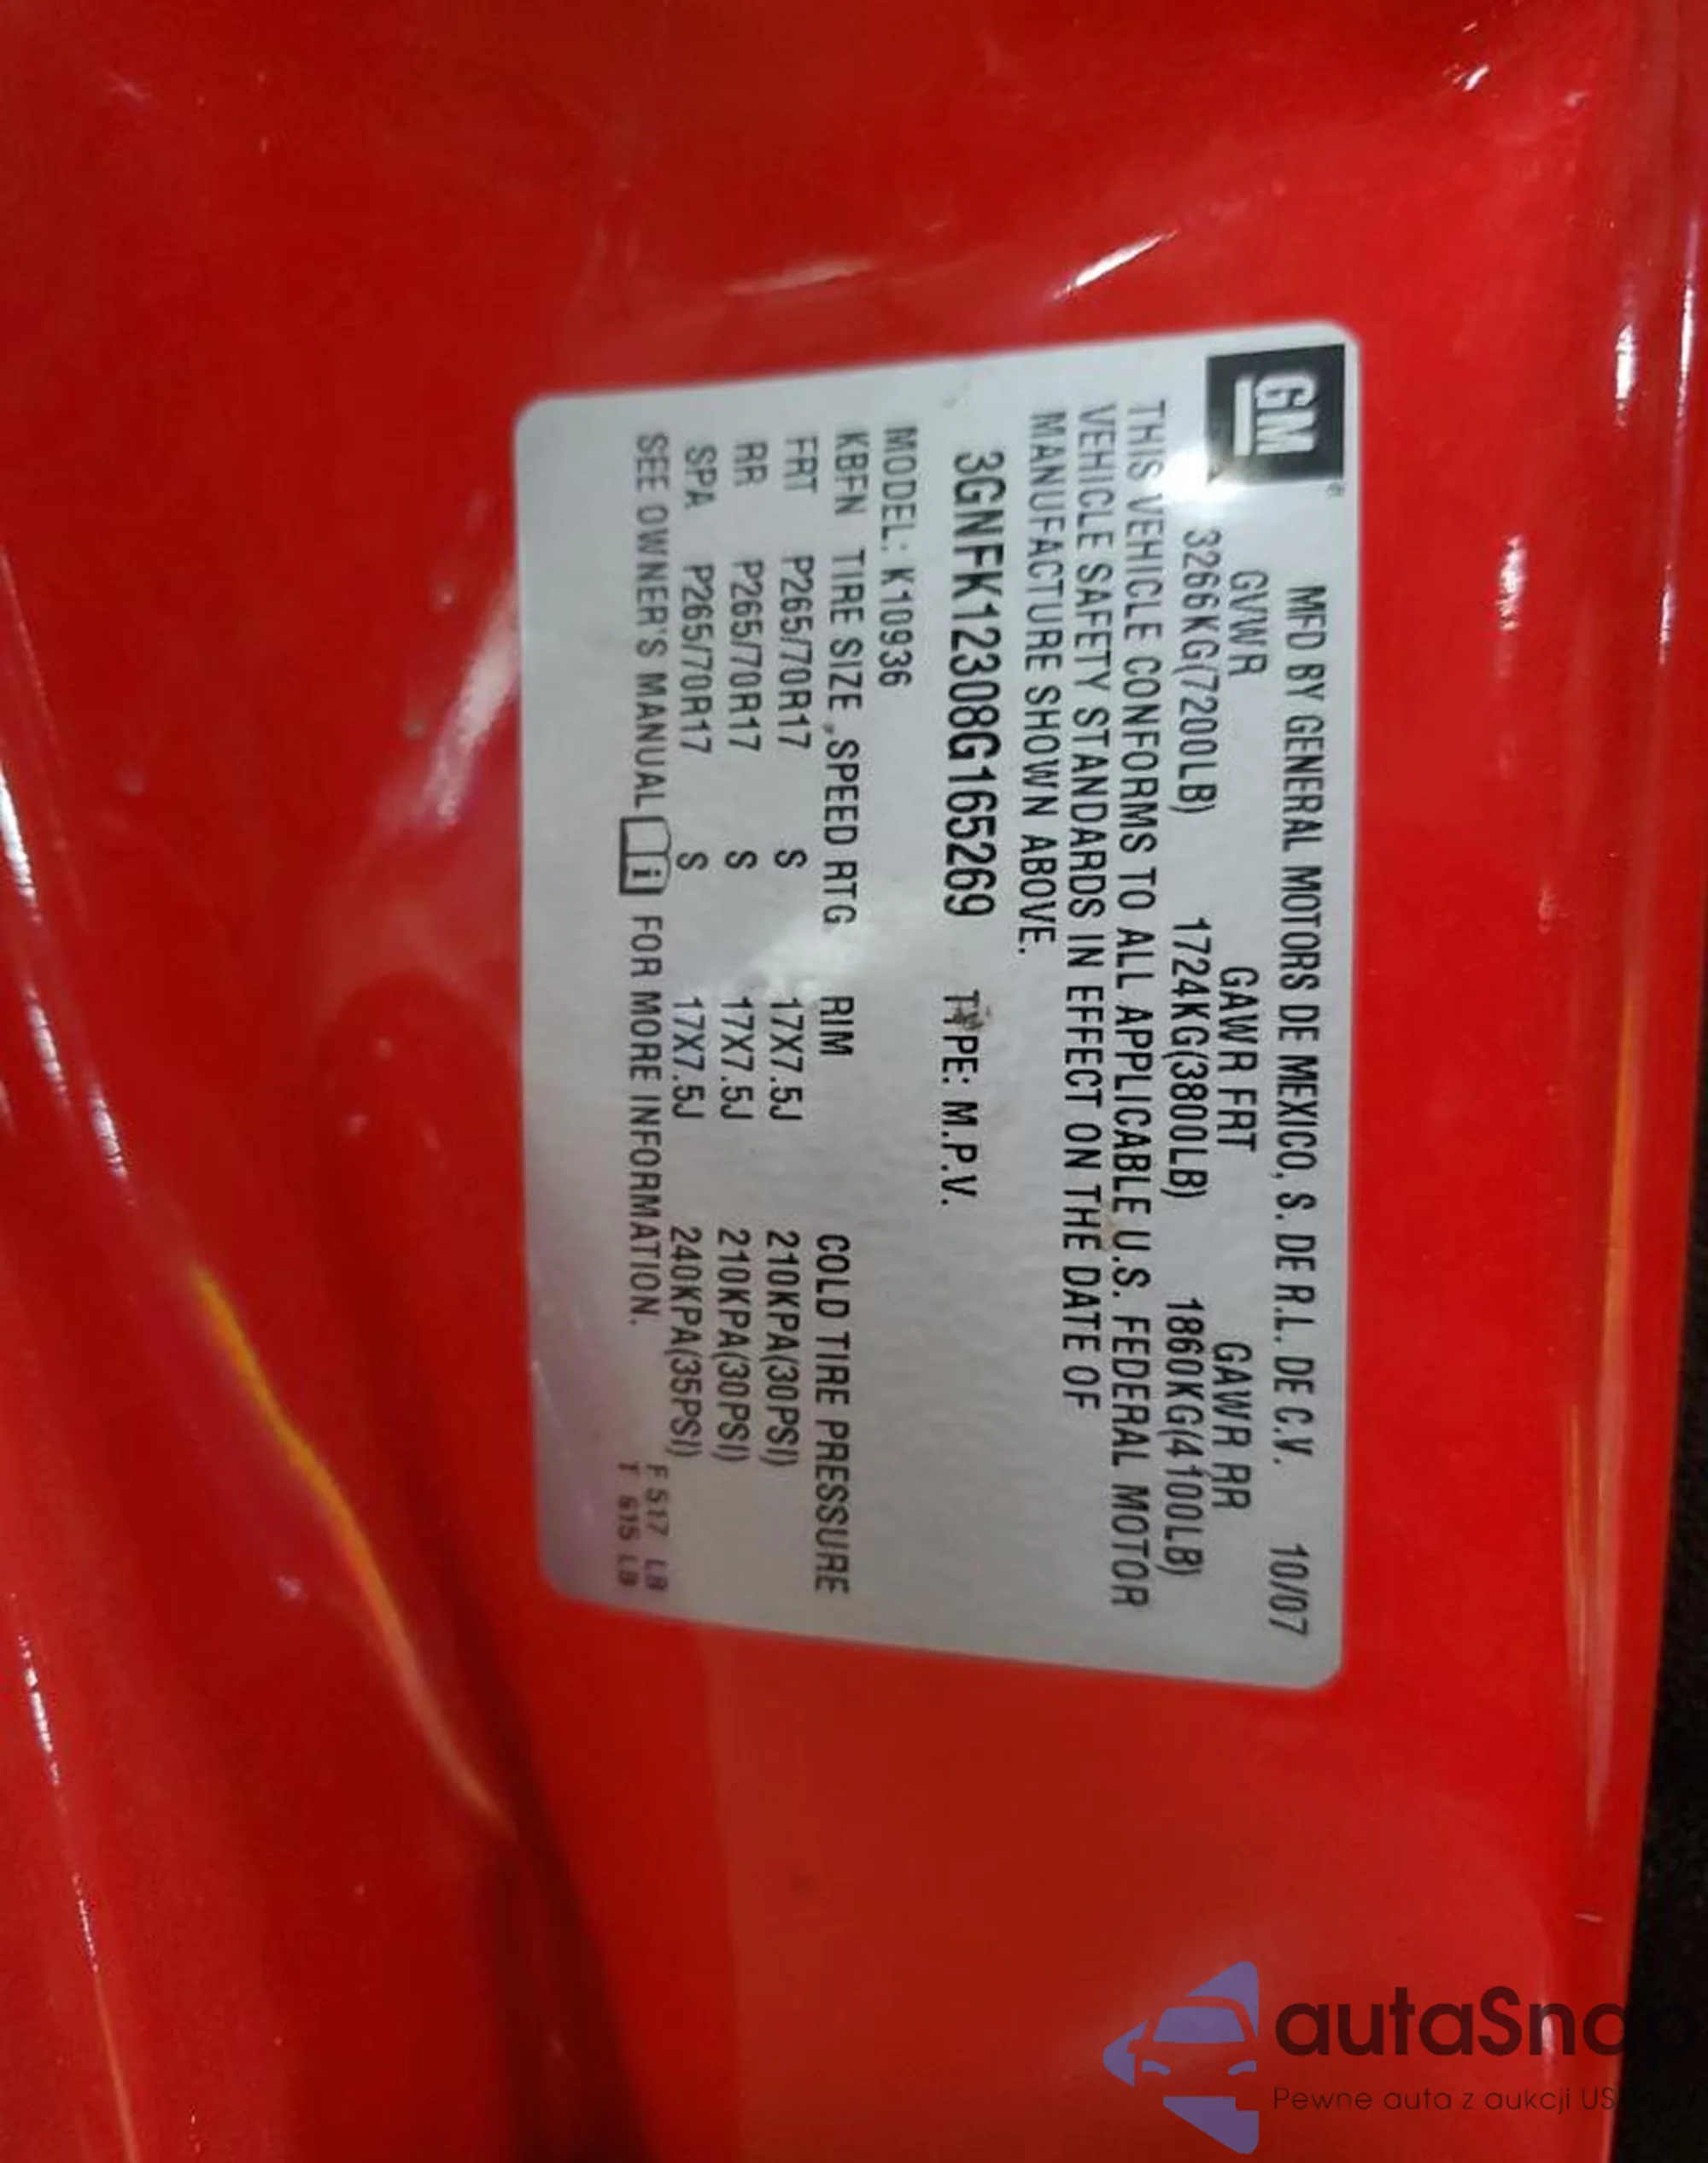 GM®
MFD BY GENERAL MOTORS DE MEXICO, S. DE R.L. DE C.V. 10/07
GVWR GAWR FRT GAWR RR
3266KG(7200LB) 1724KG(3800LB) 1860KG(4100LB)
THIS VEHICLE CONFORMS TO ALL APPLICABLE U.S. FEDERAL MOTOR
VEHICLE SAFETY STANDARDS IN EFFECT ON THE DATE OF
MANUFACTURE SHOWN ABOVE.
3GNFK12308G165269 TYPE: M.P.V.
MODEL: K10936
KBFN TIRE SIZE SPEED RTG RIM COLD TIRE PRESSURE
FRT P265/70R17 S 17X7.5J 210KPA(30PSI)
RR P265/70R17 S 17X7.5J 210KPA(30PSI)
SPA P265/70R17 S 17X7.5J 240KPA(35PSI)
SEE OWNER'S MANUAL i FOR MORE INFORMATION.
F 517 LB
T 615 LB
autaSnap
Pewne auta z aukcji US